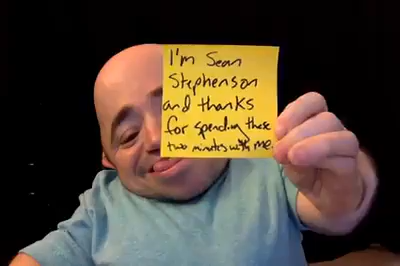 I'm Sean
Stephenson
and thanks
for spending these
two minutes with me.